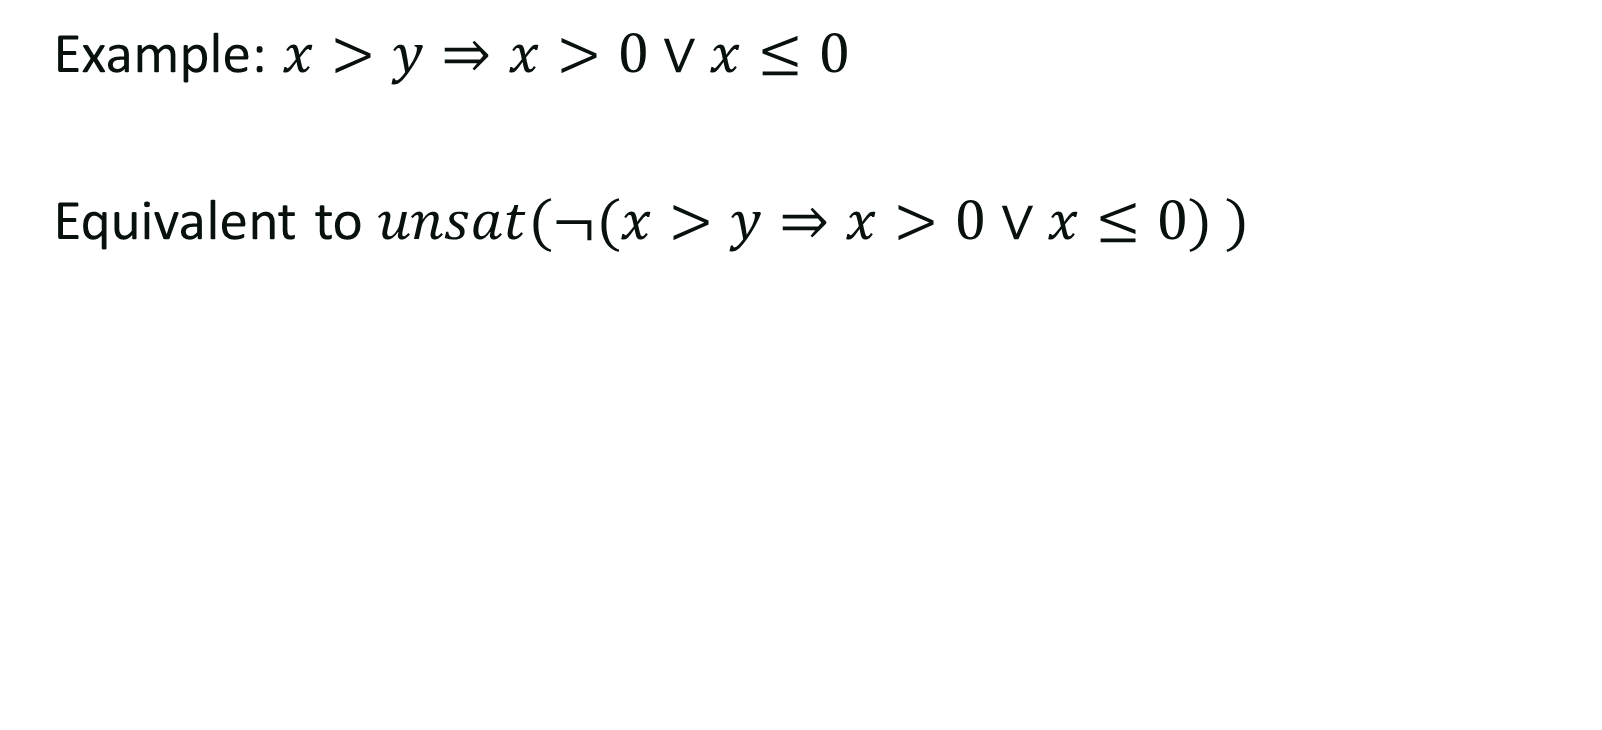 Example: x > y ⇒ x > 0 ∨ x ≤ 0
Equivalent to unsat(¬(x > y ⇒ x > 0 ∨ x ≤ 0) )